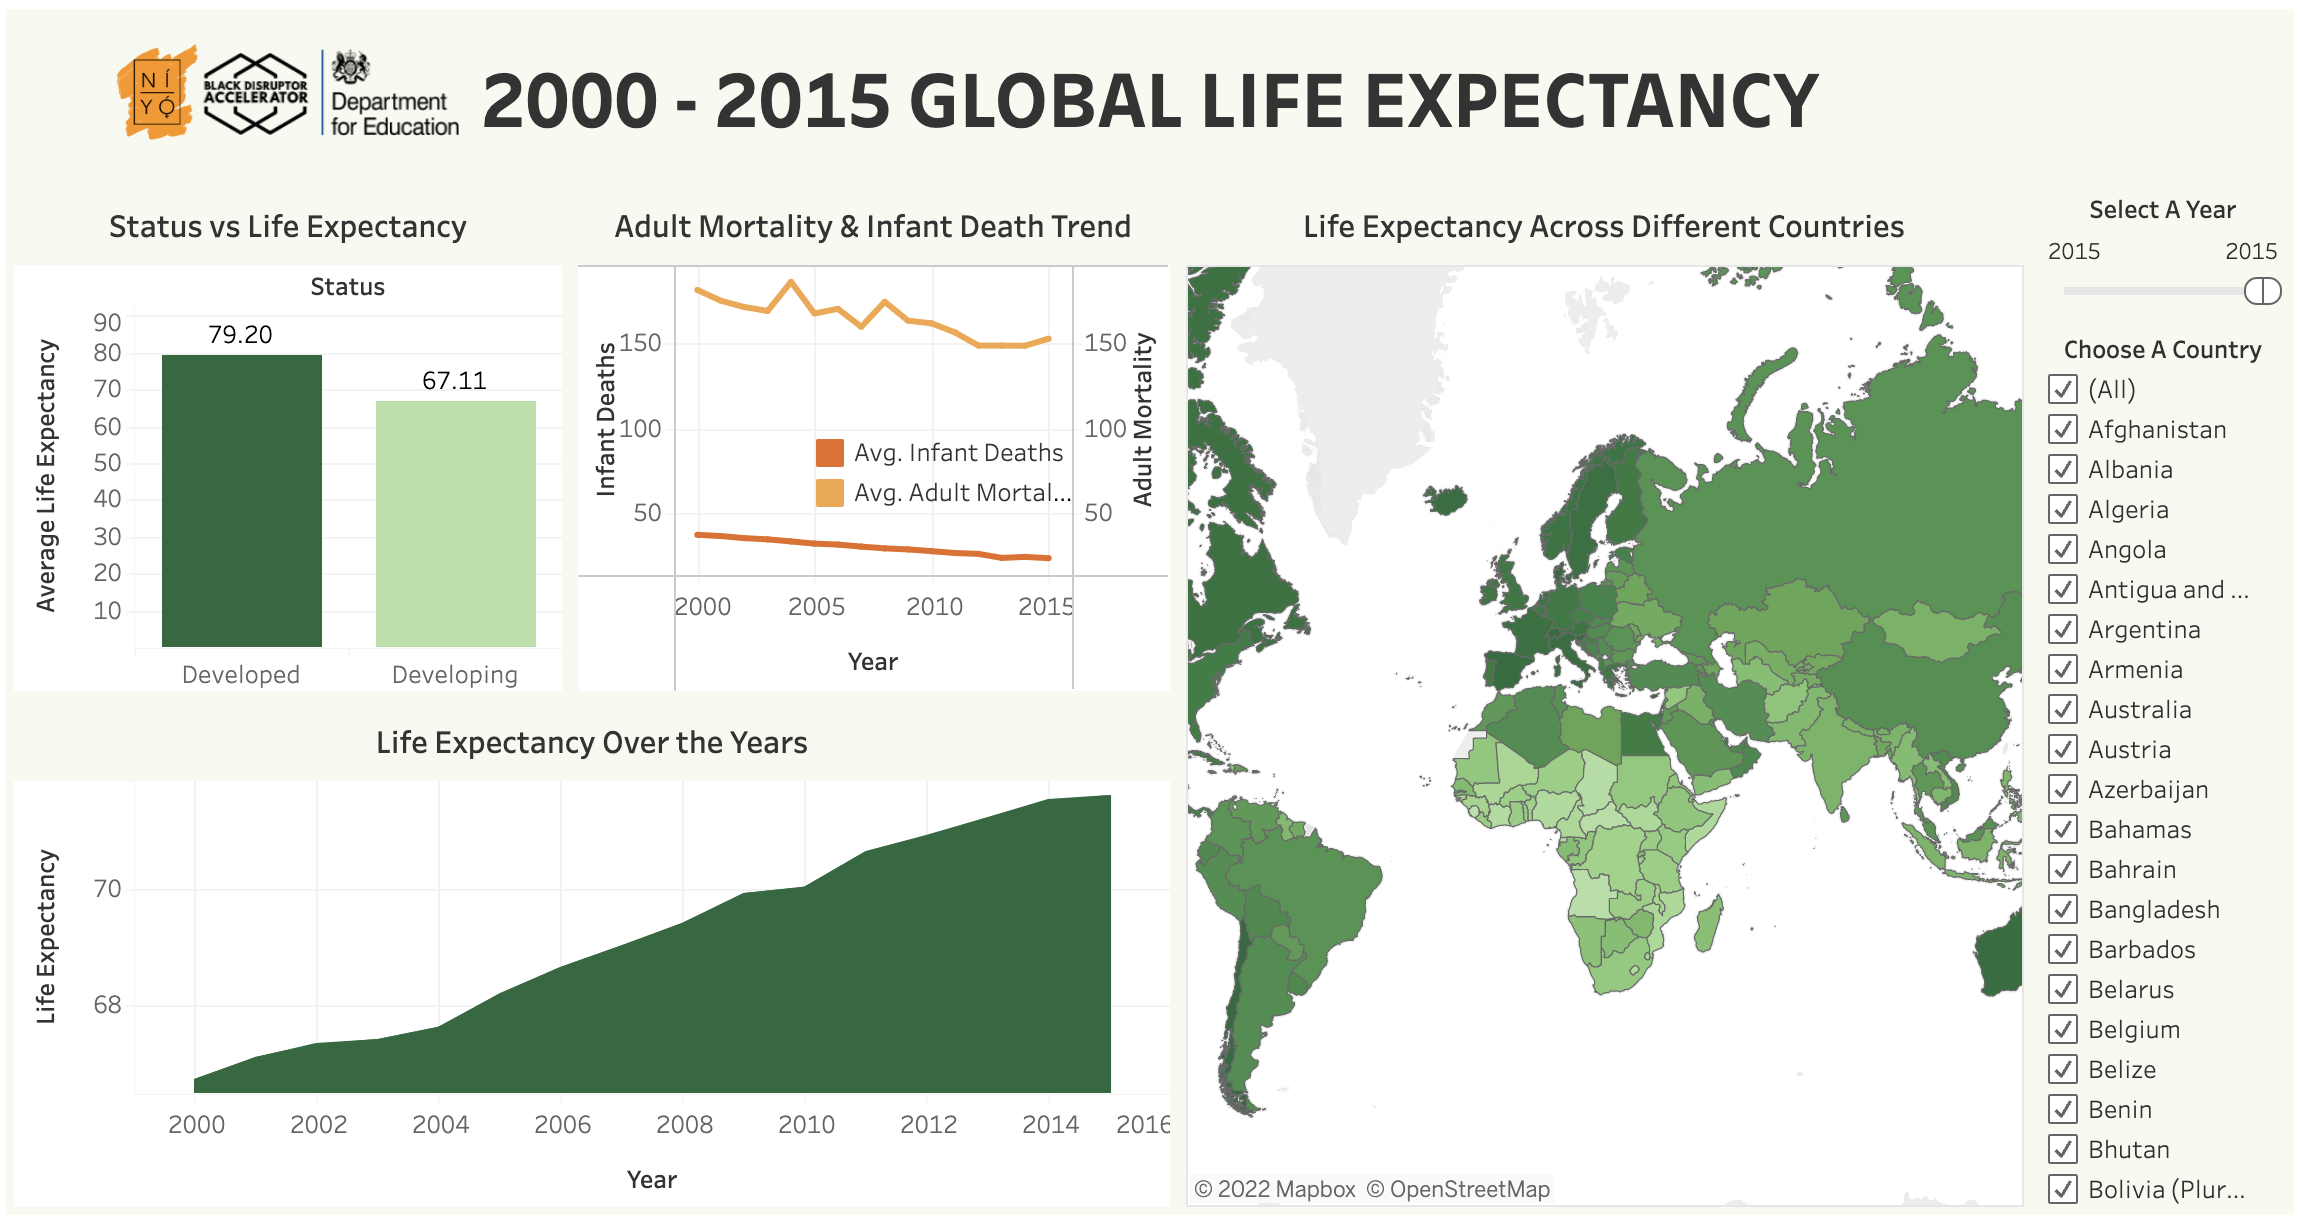 NÍ
YÓ
BLACK DISRUPTOR
ACCELERATOR
Department
for Education
2000 - 2015 GLOBAL LIFE EXPECTANCY
Status vs Life Expectancy
Status
Average Life Expectancy
90
80
70
60
50
40
30
20
10
79.20
67.11
Developed
Developing
Adult Mortality & Infant Death Trend
Infant Deaths
150
100
50
Avg. Infant Deaths
Avg. Adult Mortal...
150
100
50
Adult Mortality
2000
2005
2010
2015
Year
Life Expectancy Over the Years
Life Expectancy
70
68
2000
2002
2004
2006
2008
2010
2012
2014
2016
Year
Life Expectancy Across Different Countries
© 2022 Mapbox © OpenStreetMap
Select A Year
2015
2015
Choose A Country
(All)
Afghanistan
Albania
Algeria
Angola
Antigua and ...
Argentina
Armenia
Australia
Austria
Azerbaijan
Bahamas
Bahrain
Bangladesh
Barbados
Belarus
Belgium
Belize
Benin
Bhutan
Bolivia (Plur...